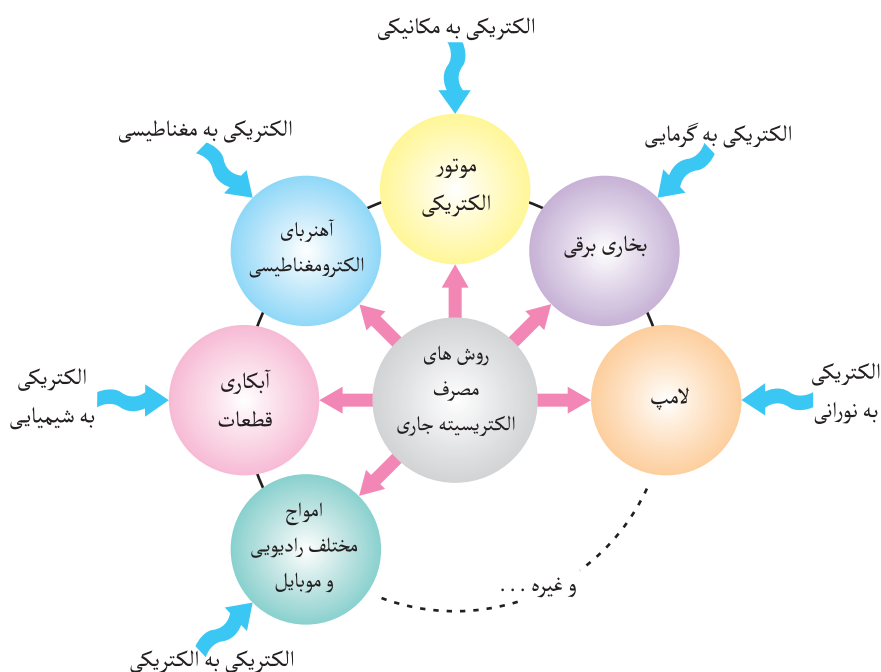 الکتریکی به مکانیکی
الکتریکی به مغناطیسی
الکتریکی به گرمایی
موتور
الکتریکی
آهنربای
الکترومغناطیسی
بخاری برقی
روش های
مصرف
الکتریسیته جاری
الکتریکی
به شیمیایی
آبکاری
قطعات
لامپ
الکتریکی
به نورانی
امواج
مختلف رادیویی
و موبایل
و غیره ...
الکتریکی به الکتریکی